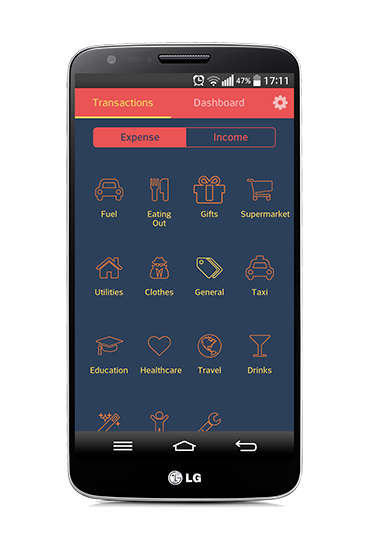 47% 17:11
Transactions Dashboard
Expense Income
Fuel Eating Gifts Supermarket
Out
Utilities Clothes General Taxi
Education Healthcare Travel Drinks
LG